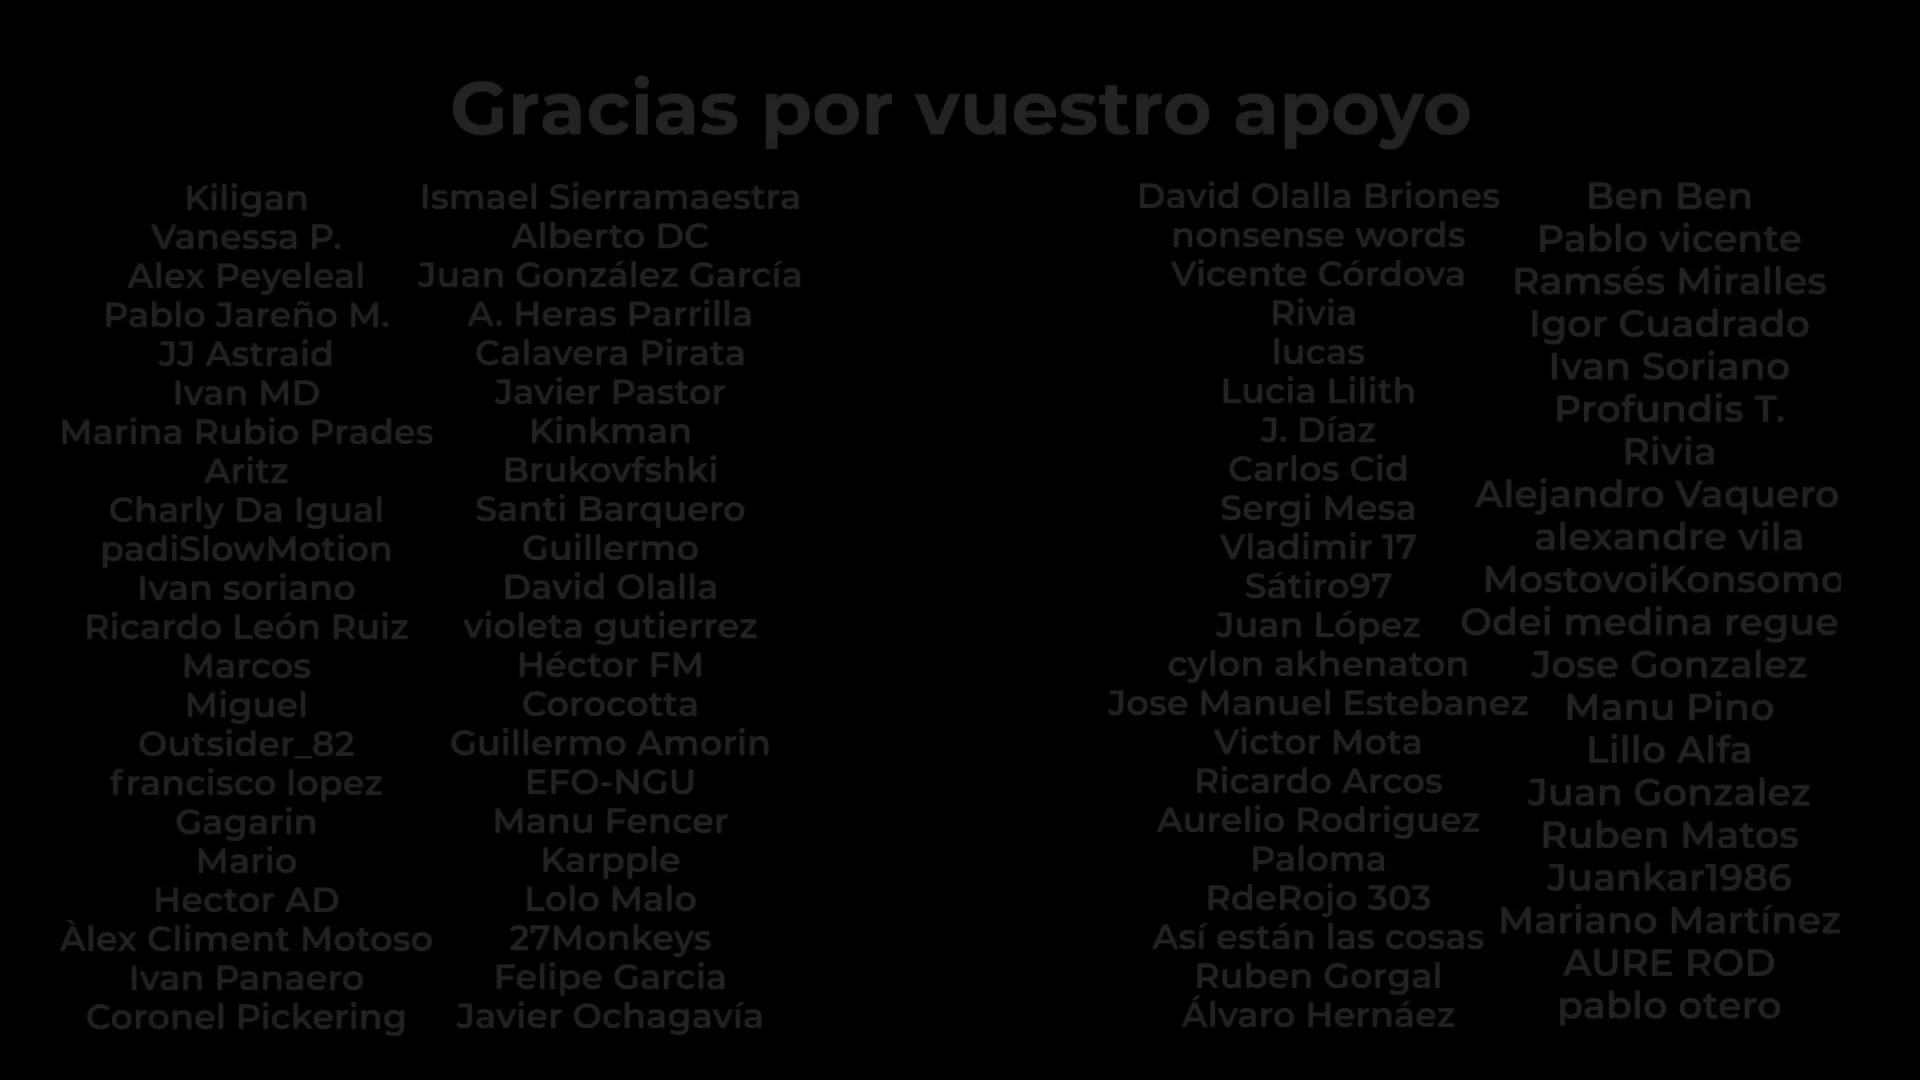 Gracias por vuestro apoyo
Kiligan
Vanessa P.
Alex Peyeleal
Pablo Jareño M.
JJ Astraid
Ivan MD
Marina Rubio Prades
Aritz
Charly Da Igual
padiSlowMotion
Ivan soriano
Ricardo León Ruiz
Marcos
Miguel
Outsider_82
francisco lopez
Gagarin
Mario
Hector AD
Àlex Climent Motoso
Ivan Panaero
Coronel Pickering
Ismael Sierramaestra
Alberto DC
Juan González García
A. Heras Parrilla
Calavera Pirata
Javier Pastor
Kinkman
Brukovfshki
Santi Barquero
Guillermo
David Olalla
violeta gutierrez
Héctor FM
Corocotta
Guillermo Amorin
EFO-NGU
Manu Fencer
Karpple
Lolo Malo
27Monkeys
Felipe Garcia
Javier Ochagavía
David Olalla Briones
nonsense words
Vicente Córdova
Rivia
lucas
Lucia Lilith
J. Díaz
Carlos Cid
Sergi Mesa
Vladimir 17
Sátiro97
Juan López
cylon akhenaton
Jose Manuel Estebanez
Victor Mota
Ricardo Arcos
Aurelio Rodriguez
Paloma
RdeRojo 303
Así están las cosas
Ruben Gorgal
Álvaro Hernáez
Ben Ben
Pablo vicente
Ramsés Miralles
Igor Cuadrado
Ivan Soriano
Profundis T.
Rivia
Alejandro Vaquero
alexandre vila
MostovoiKonsomo
Odei medina regue
Jose Gonzalez
Manu Pino
Lillo Alfa
Juan Gonzalez
Ruben Matos
Juankar1986
Mariano Martínez
AURE ROD
pablo otero